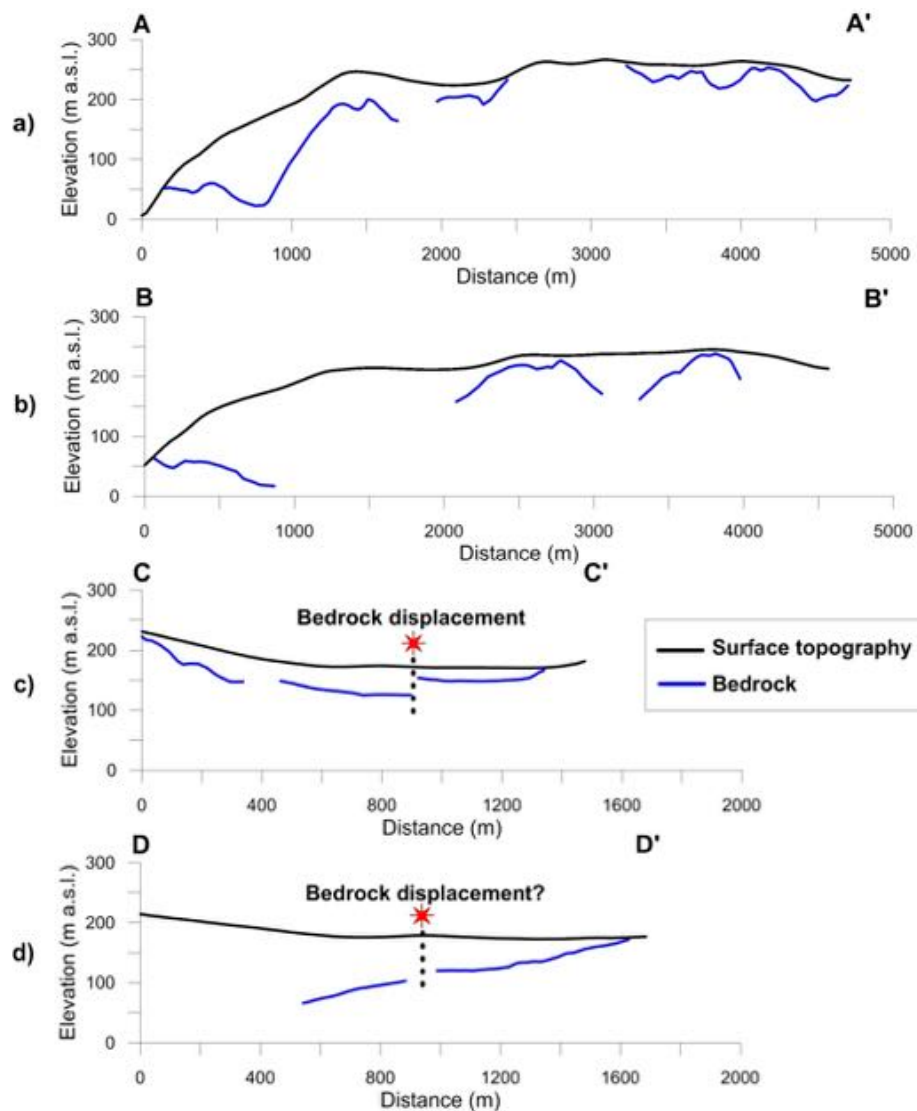 A A'
300
200
100
0
a)
Elevation (m a.s.l.)
0 1000 2000 3000 4000 5000
Distance (m)
B B'
300
200
100
0
b)
Elevation (m a.s.l.)
0 1000 2000 3000 4000 5000
Distance (m)
C C'
300
200
100
0
c)
Elevation (m a.s.l.)
Bedrock displacement
Surface topography
Bedrock
0 400 800 1200 1600 2000
Distance (m)
D D'
300
200
100
0
d)
Elevation (m a.s.l.)
Bedrock displacement?
0 400 800 1200 1600 2000
Distance (m)